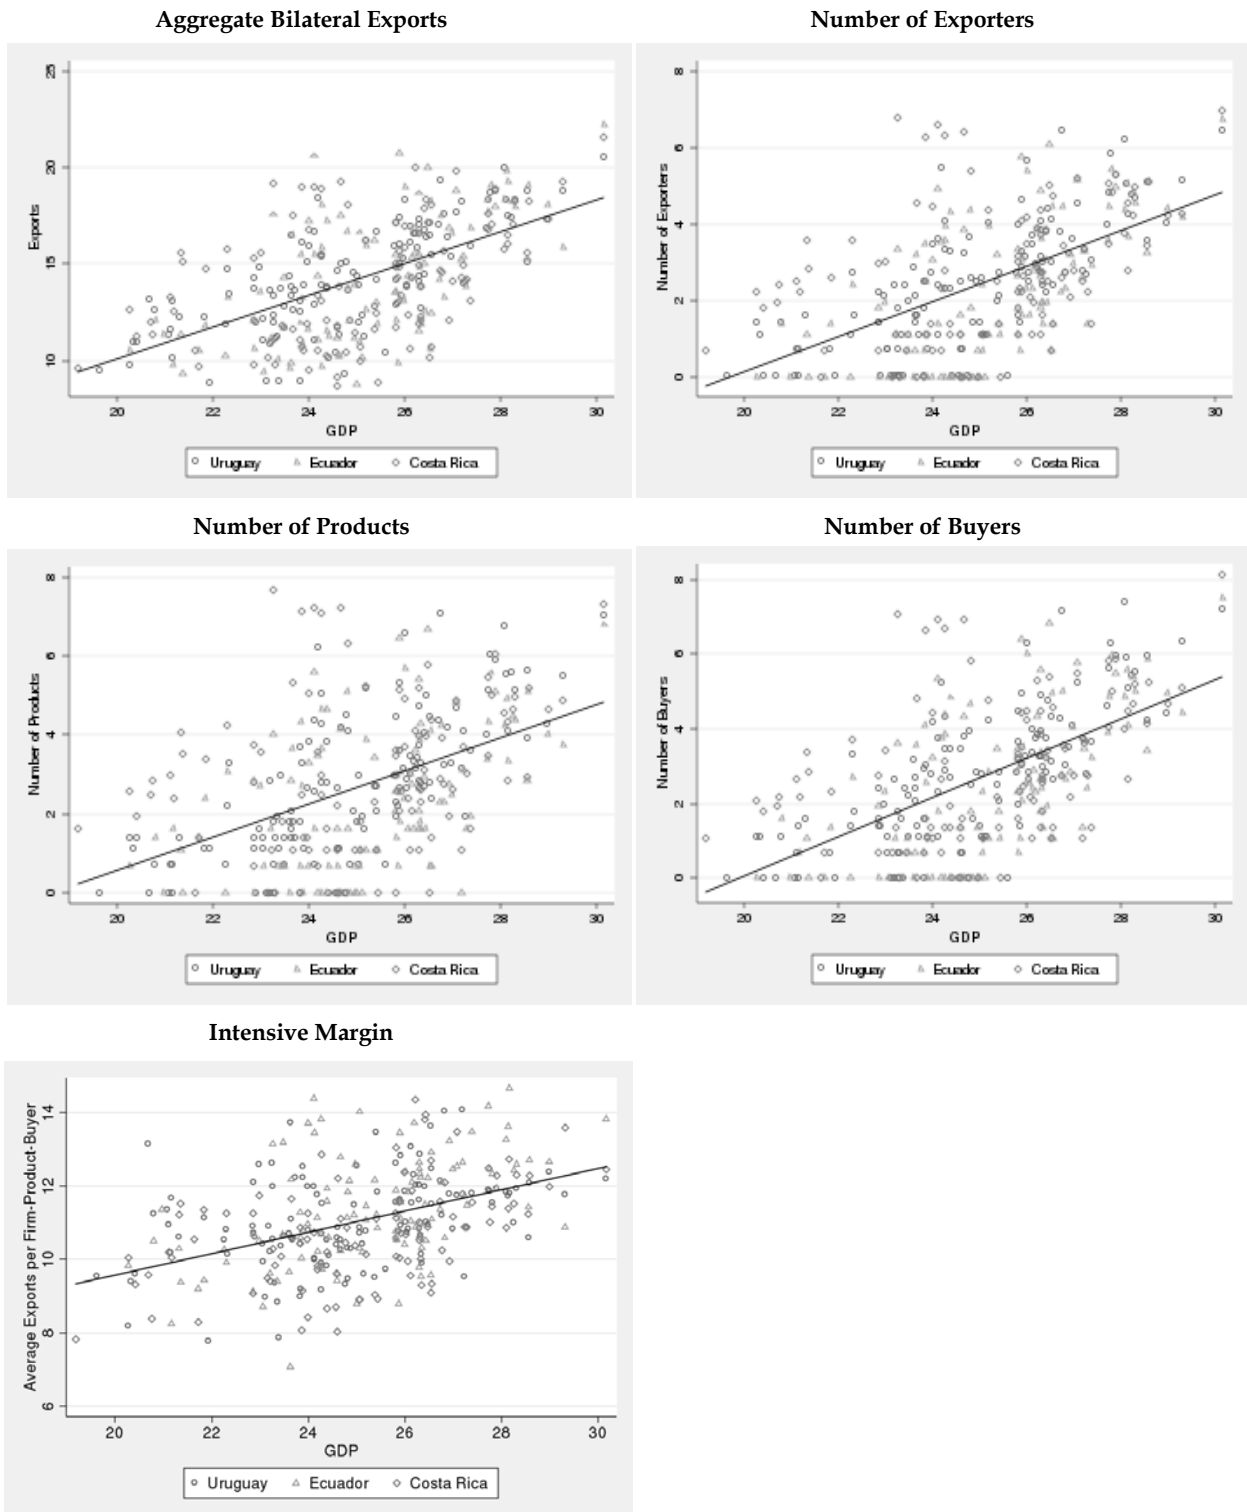 Aggregate Bilateral Exports
Exports
25
20
15
10
20 22 24 26 28 30
GDP
Uruguay Ecuador Costa Rica
Number of Exporters
Number of Exporters
8
6
4
2
0
20 22 24 26 28 30
GDP
Uruguay Ecuador Costa Rica
Number of Products
Number of Products
8
6
4
2
0
20 22 24 26 28 30
GDP
Uruguay Ecuador Costa Rica
Number of Buyers
Number of Buyers
8
6
4
2
0
20 22 24 26 28 30
GDP
Uruguay Ecuador Costa Rica
Intensive Margin
Average Exports per Firm-Product-Buyer
14
12
10
8
6
20 22 24 26 28 30
GDP
Uruguay Ecuador Costa Rica